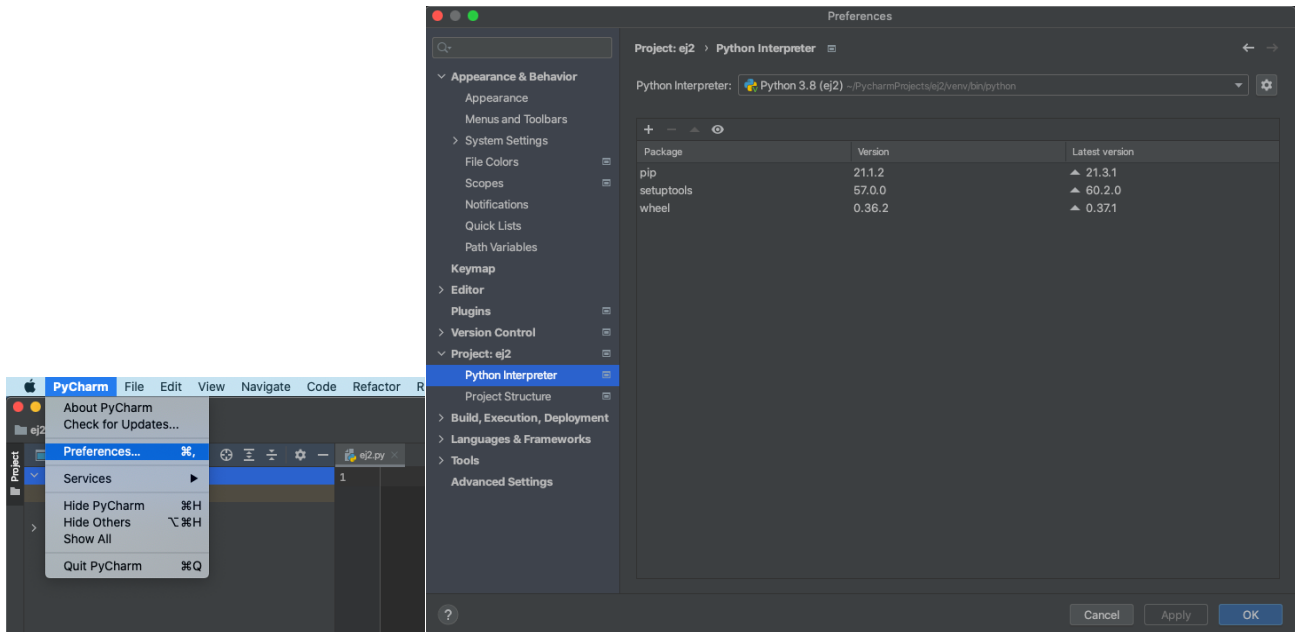 PyCharm File Edit View Navigate Code Refactor R
About PyCharm
Check for Updates...
Preferences... ⌘,
Services
Hide PyCharm ⌘H
Hide Others ⌥⌘H
Show All
Quit PyCharm ⌘Q
ej2
Project
ej2.py
1
Preferences
Appearance & Behavior
Appearance
Menus and Toolbars
System Settings
File Colors
Scopes
Notifications
Quick Lists
Path Variables
Keymap
Editor
Plugins
Version Control
Project: ej2
Python Interpreter
Project Structure
Build, Execution, Deployment
Languages & Frameworks
Tools
Advanced Settings
Project: ej2 › Python Interpreter
Python Interpreter: Python 3.8 (ej2) ~/PycharmProjects/ej2/venv/bin/python
Package Version Latest version
pip 21.1.2 21.3.1
setuptools 57.0.0 60.2.0
wheel 0.36.2 0.37.1
? Cancel Apply OK